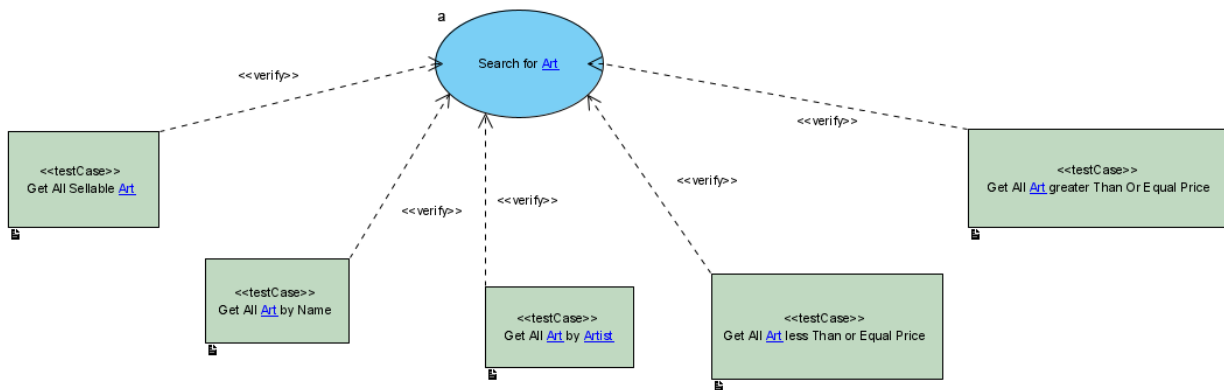 a
Search for Art
<<verify>>
<<verify>>
<<testCase>>
Get All Sellable Art
<<testCase>>
Get All Art greater Than Or Equal Price
<<verify>>
<<verify>>
<<verify>>
<<testCase>>
Get All Art by Name
<<testCase>>
Get All Art by Artist
<<testCase>>
Get All Art less Than or Equal Price